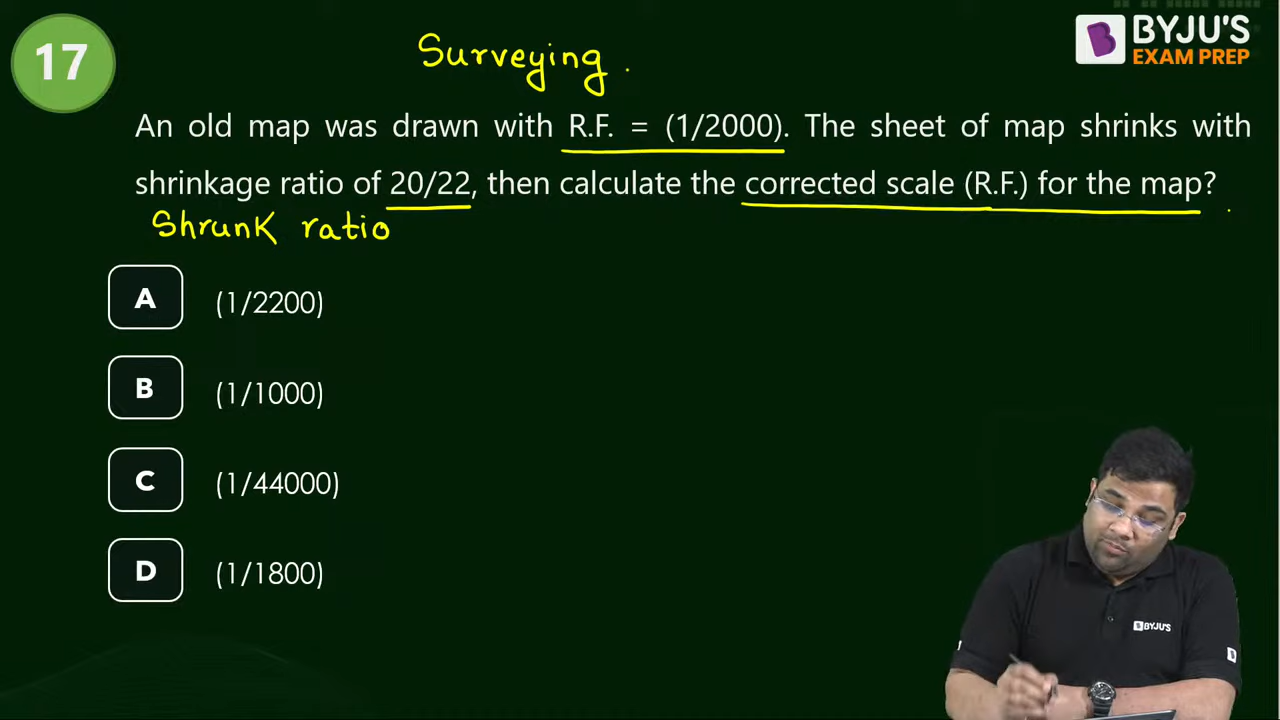 17
Surveying.
BYJU'S
EXAM PREP
An old map was drawn with R.F. = (1/2000). The sheet of map shrinks with
shrinkage ratio of 20/22, then calculate the corrected scale (R.F.) for the map?
Shrunk ratio
A (1/2200)
B (1/1000)
C (1/44000)
D (1/1800)
BYJU'S